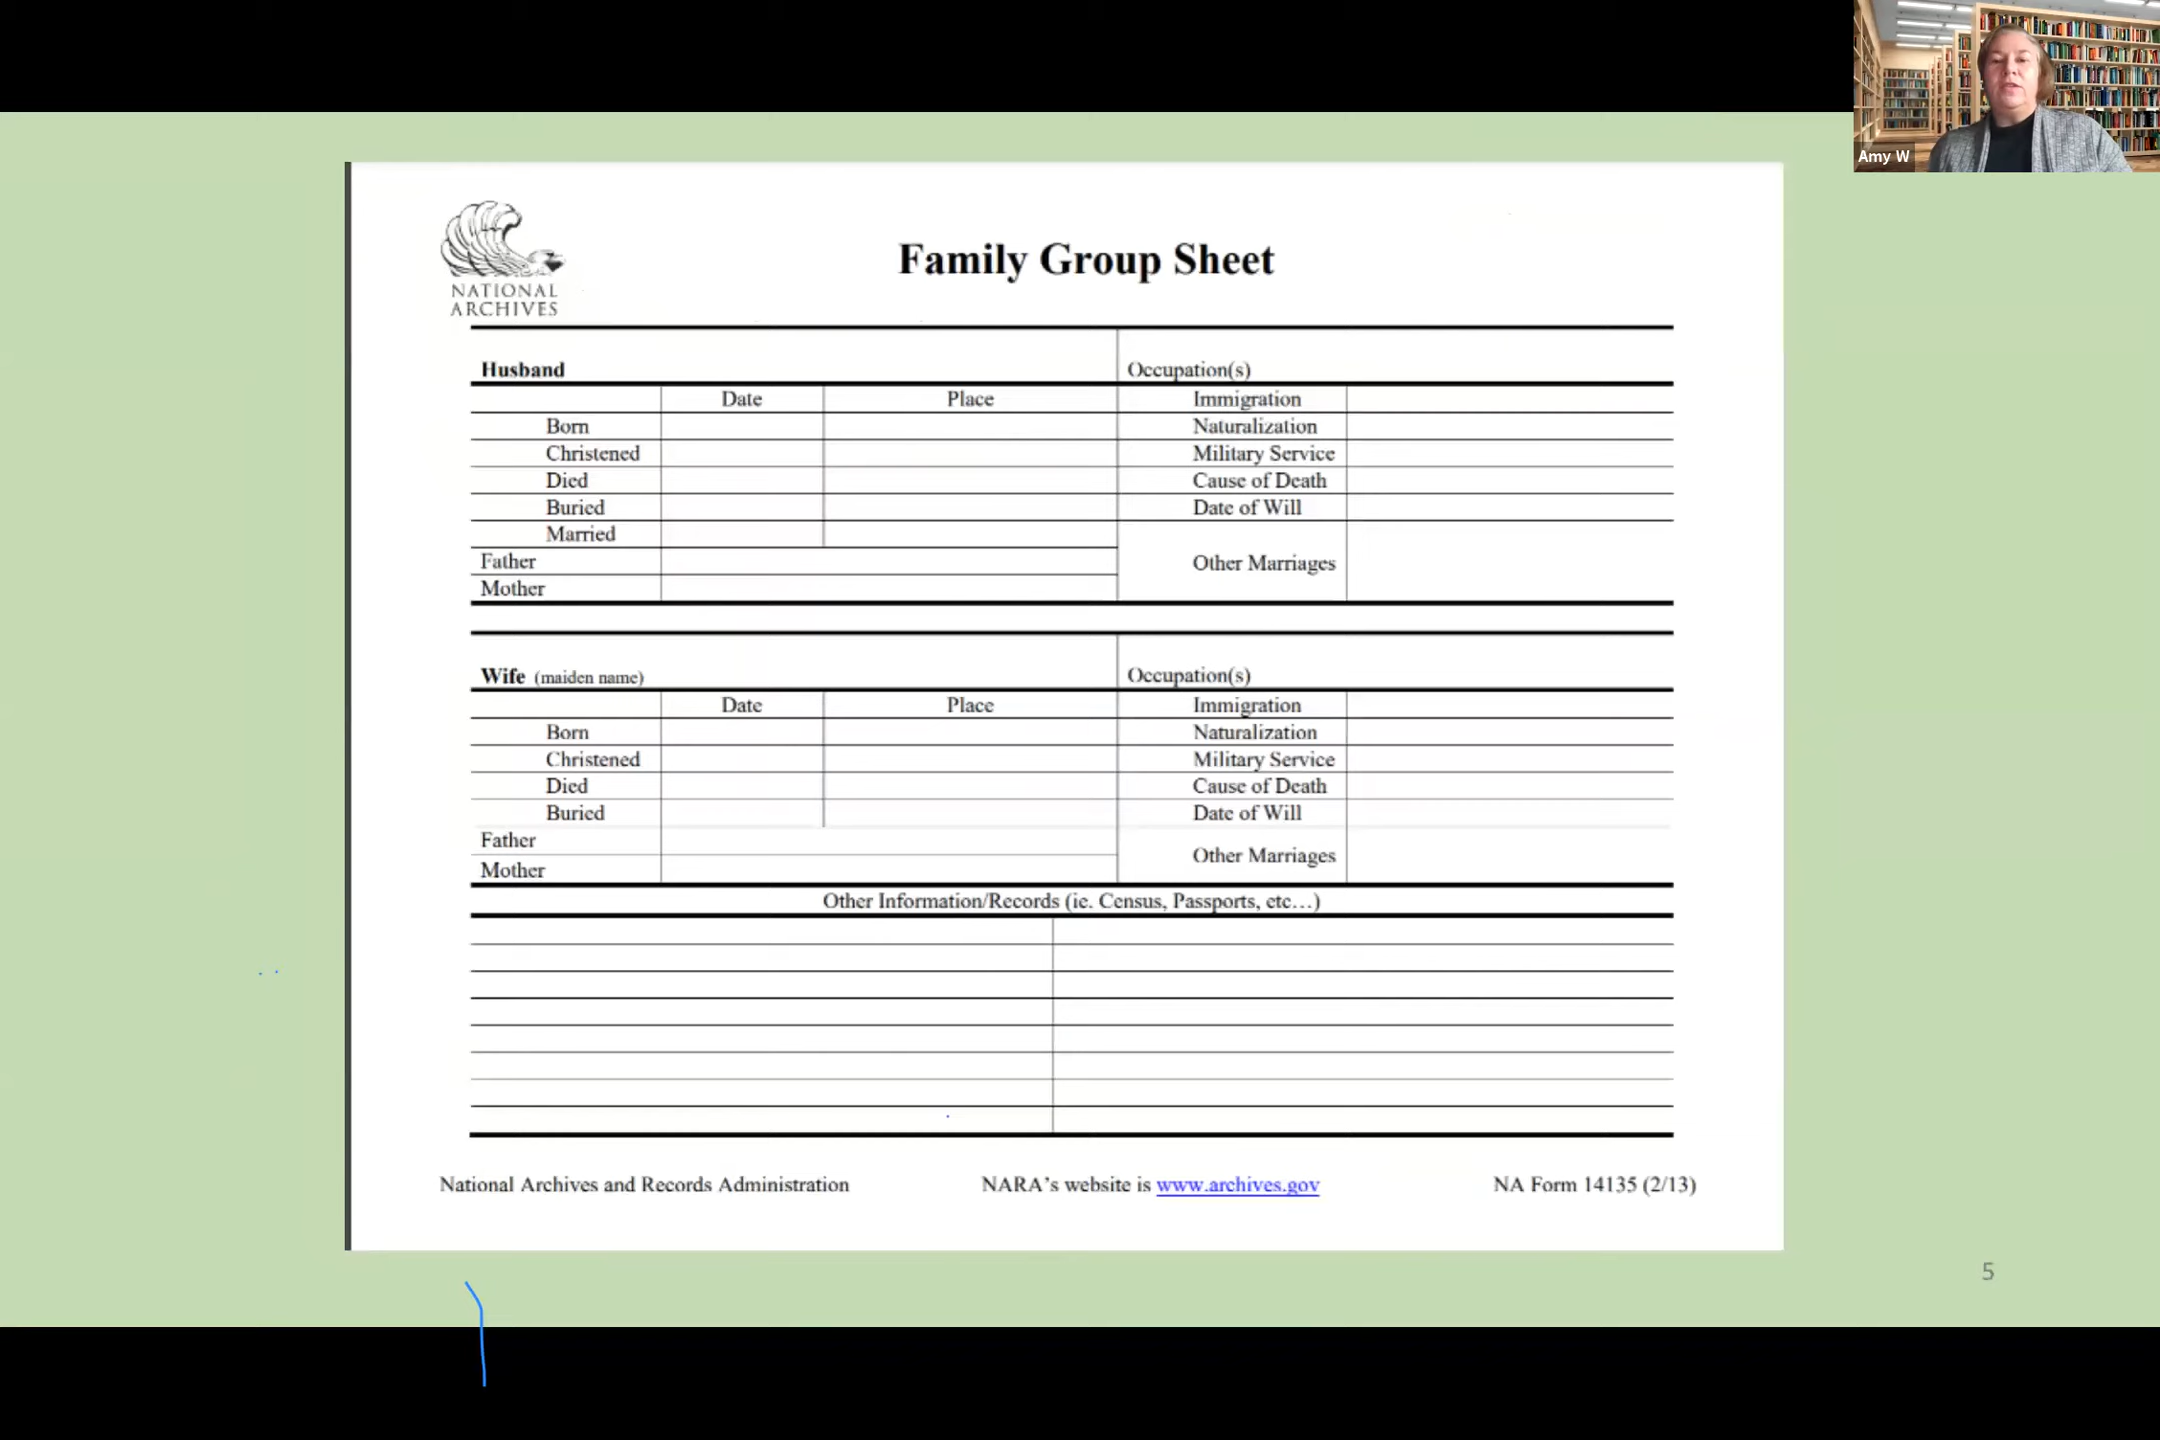 Amy W
NATIONAL
ARCHIVES
Family Group Sheet
Husband Occupation(s)
Date Place Immigration
Born Naturalization
Christened Military Service
Died Cause of Death
Buried Date of Will
Married
Father Other Marriages
Mother
Wife (maiden name) Occupation(s)
Date Place Immigration
Born Naturalization
Christened Military Service
Died Cause of Death
Buried Date of Will
Father
Other Marriages
Mother
Other Information/Records (ie. Census, Passports, etc…)
National Archives and Records Administration NARA’s website is www.archives.gov NA Form 14135 (2/13)
5